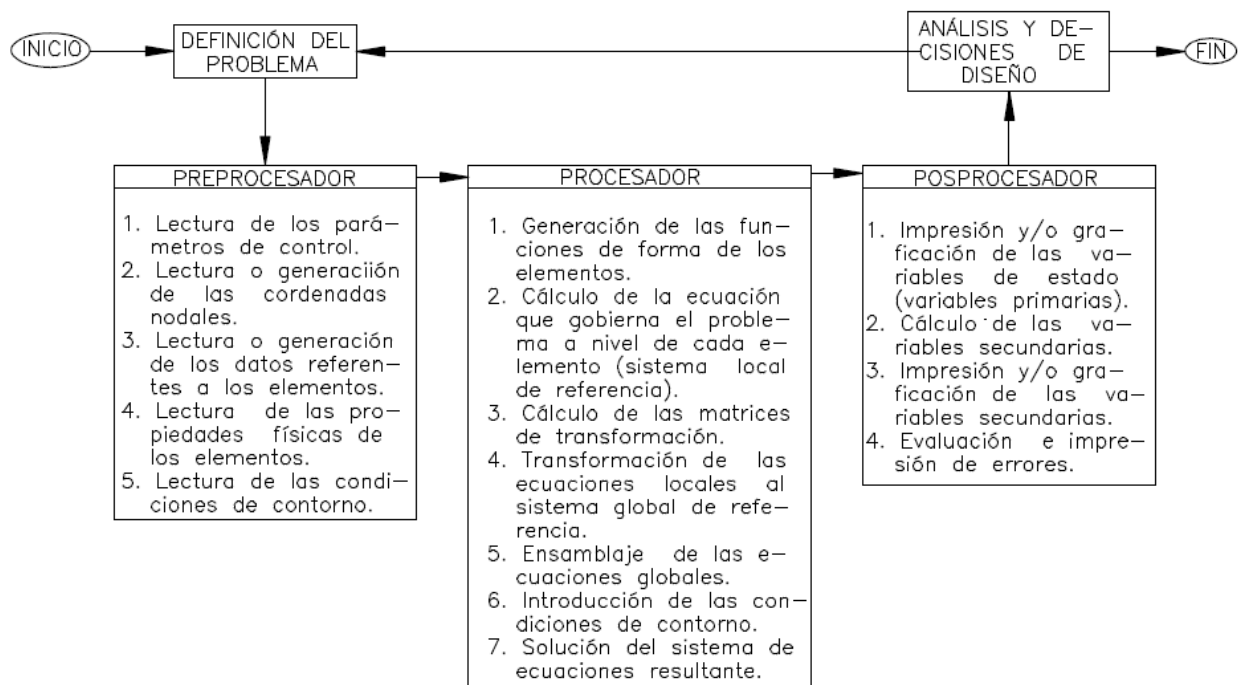 INICIO
DEFINICIÓN DEL
PROBLEMA
ANÁLISIS Y DE–
CISIONES DE
DISEÑO
FIN
PREPROCESADOR
1. Lectura de los pará–
metros de control.
2. Lectura o generaciión
de las cordenadas
nodales.
3. Lectura o generación
de los datos referen–
tes a los elementos.
4. Lectura de las pro–
piedades físicas de
los elementos.
5. Lectura de las condi–
ciones de contorno.
PROCESADOR
1. Generación de las fun–
ciones de forma de los
elementos.
2. Cálculo de la ecuación
que gobierna el proble–
ma a nivel de cada e–
lemento (sistema local
de referencia).
3. Cálculo de las matrices
de transformación.
4. Transformación de las
ecuaciones locales al
sistema global de refe–
rencia.
5. Ensamblaje de las e–
cuaciones globales.
6. Introducción de las con–
diciones de contorno.
7. Solución del sistema de
ecuaciones resultante.
POSPROCESADOR
1. Impresión y/o gra–
ficación de las va–
riables de estado
(variables primarias).
2. Cálculo de las va–
riables secundarias.
3. Impresión y/o gra–
ficación de las va–
riables secundarias.
4. Evaluación e impre–
sión de errores.